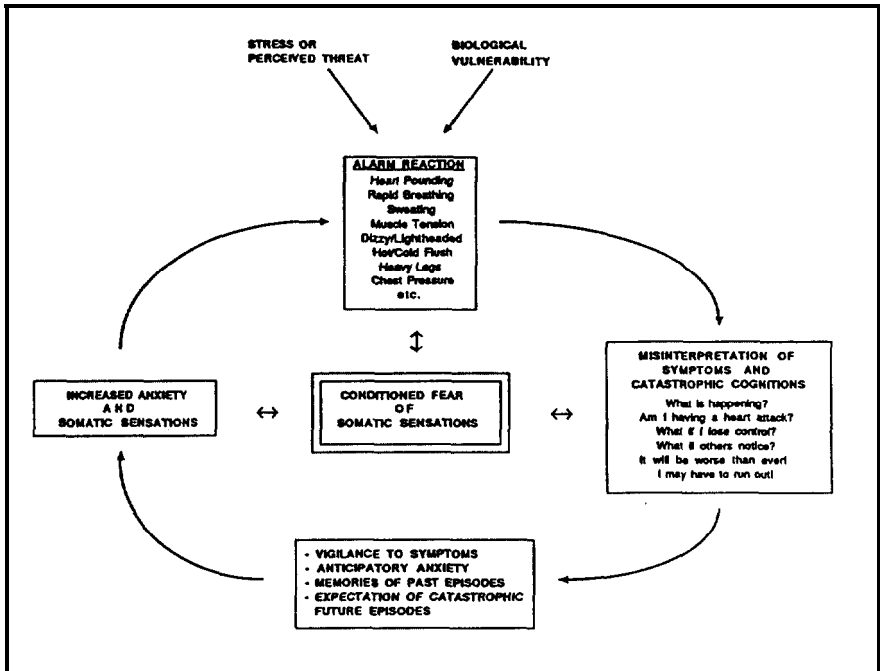 STRESS OR
PERCEIVED THREAT
BIOLOGICAL
VULNERABILITY
ALARM REACTION
Heart Pounding
Rapid Breathing
Sweating
Muscle Tension
Dizzy/Lightheaded
Hot/Cold Flush
Heavy Legs
Chest Pressure
etc.
MISINTERPRETATION OF
SYMPTOMS AND
CATASTROPHIC COGNITIONS
What is happening?
Am I having a heart attack?
What if I lose control?
What if others notice?
It will be worse than ever!
I may have to run out!
INCREASED ANXIETY
AND
SOMATIC SENSATIONS
CONDITIONED FEAR
OF
SOMATIC SENSATIONS
- VIGILANCE TO SYMPTOMS
- ANTICIPATORY ANXIETY
- MEMORIES OF PAST EPISODES
- EXPECTATION OF CATASTROPHIC
FUTURE EPISODES